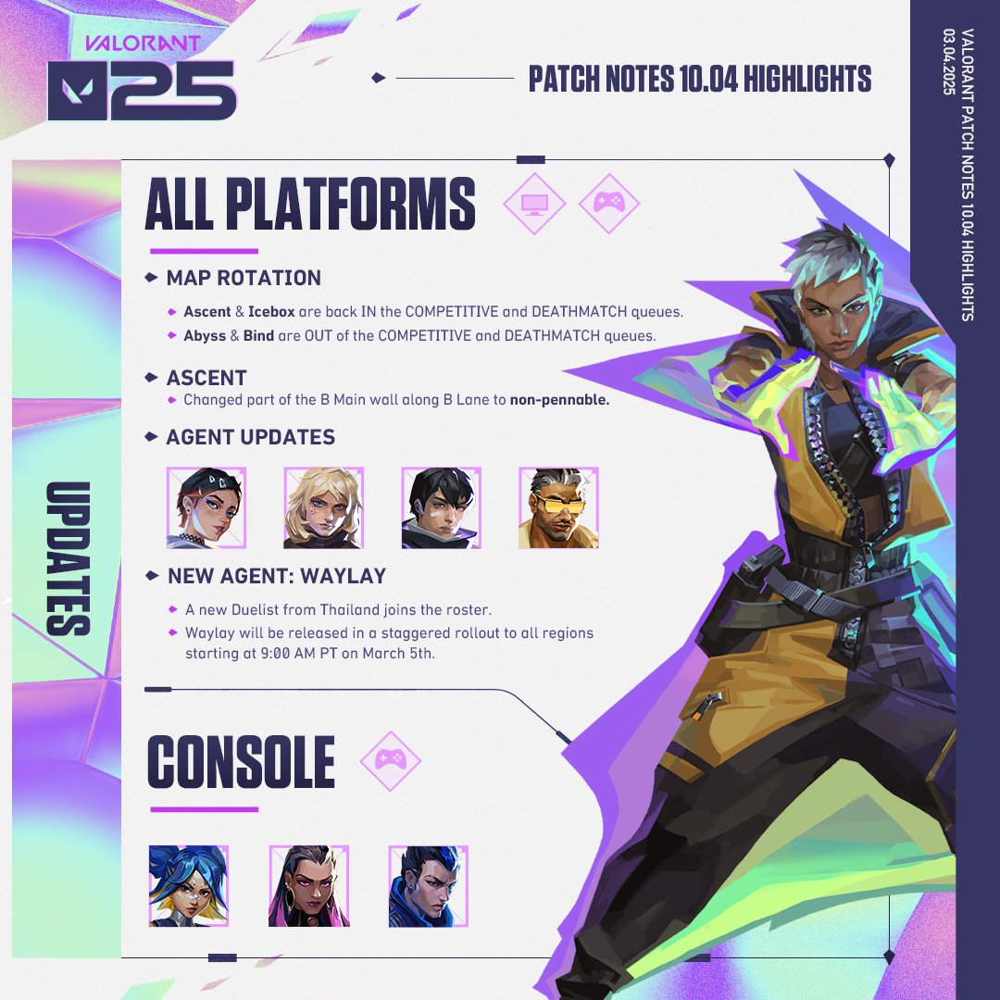 VALORANT
25
PATCH NOTES 10.04 HIGHLIGHTS
VALORANT PATCH NOTES 10.04 HIGHLIGHTS
03.04.2025
UPDATES
ALL PLATFORMS
MAP ROTATION
Ascent & Icebox are back IN the COMPETITIVE and DEATHMATCH queues.
Abyss & Bind are OUT of the COMPETITIVE and DEATHMATCH queues.
ASCENT
Changed part of the B Main wall along B Lane to non-pennable.
AGENT UPDATES
NEW AGENT: WAYLAY
A new Duelist from Thailand joins the roster.
Waylay will be released in a staggered rollout to all regions
starting at 9:00 AM PT on March 5th.
CONSOLE